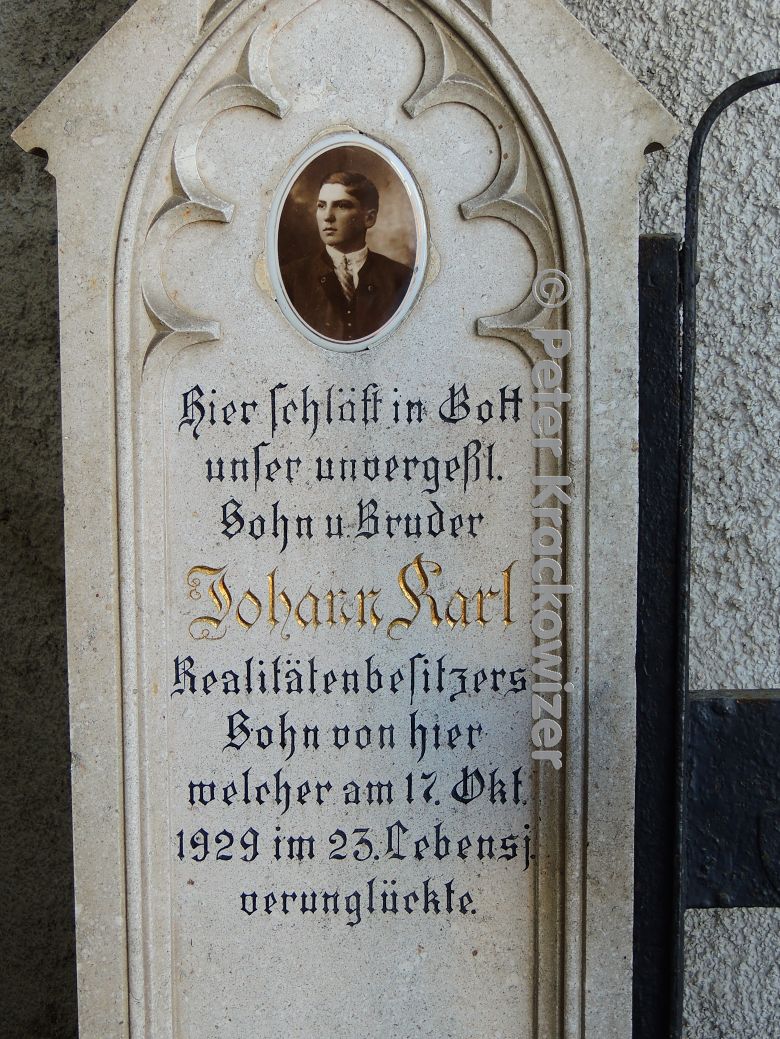 Hier schläft in Gott
unser unvergeßl.
Sohn u. Bruder
Johann Karl
Realitätenbesitzers
Sohn von hier
welcher am 17. Okt.
1929 im 23. Lebensj.
verunglückte.
© Peter Krackowizer